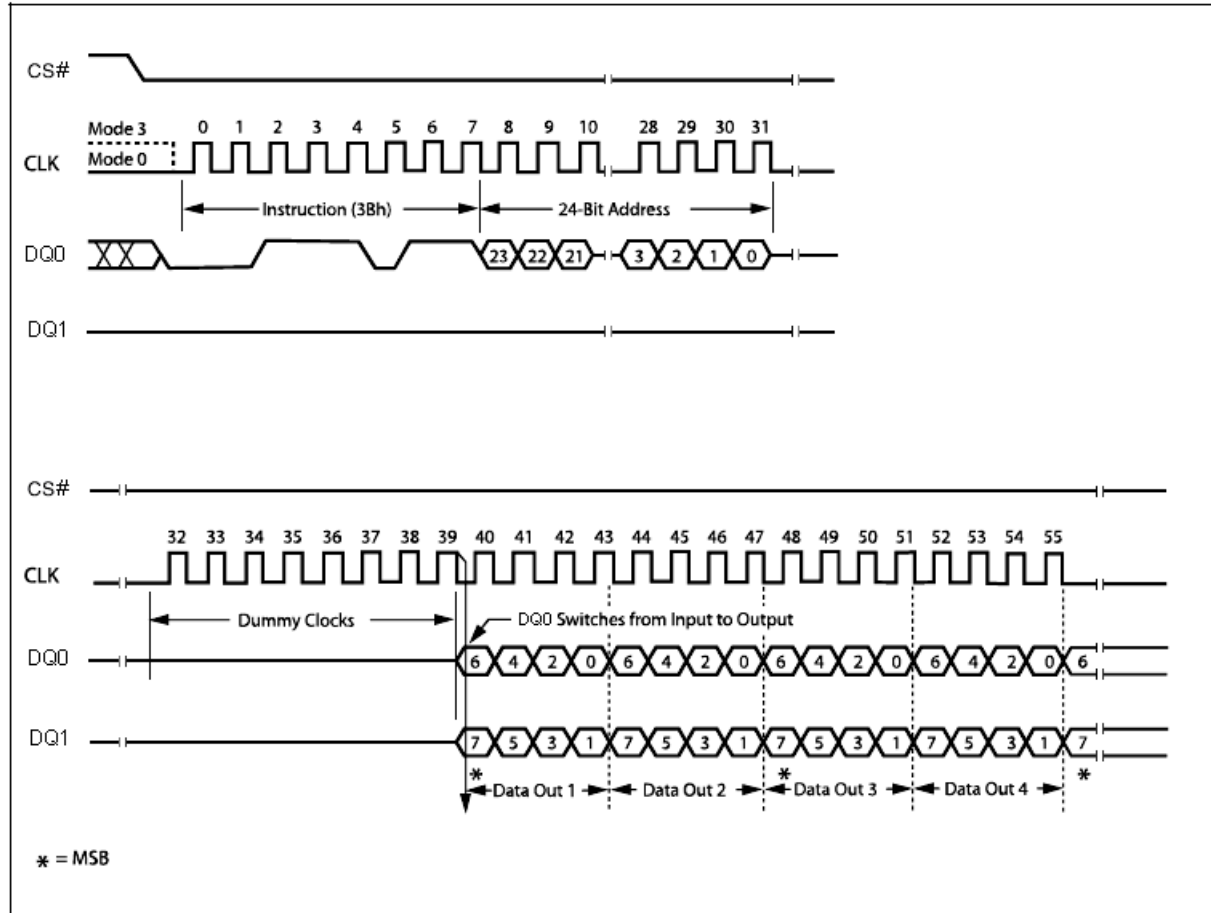 CS#
Mode 3 0 1 2 3 4 5 6 7 8 9 10 28 29 30 31
Mode 0
CLK
Instruction (3Bh) 24-Bit Address
DQ0 23 22 21 3 2 1 0
DQ1
CS#
32 33 34 35 36 37 38 39 40 41 42 43 44 45 46 47 48 49 50 51 52 53 54 55
CLK
Dummy Clocks DQ0 Switches from Input to Output
DQ0 6 4 2 0 6 4 2 0 6 4 2 0 6 4 2 0 6
DQ1 7 5 3 1 7 5 3 1 7 5 3 1 7 5 3 1 7
* * *
Data Out 1 Data Out 2 Data Out 3 Data Out 4
* = MSB